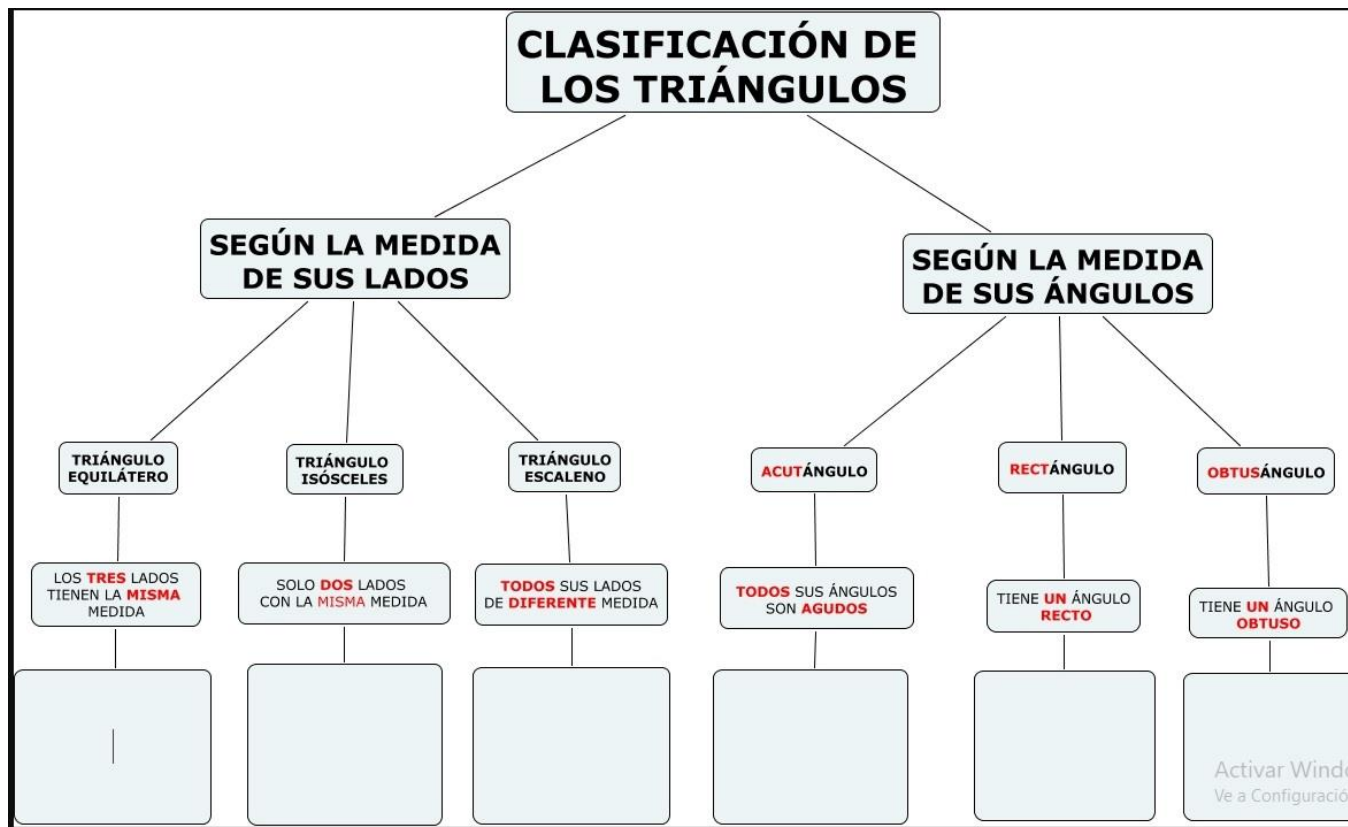 CLASIFICACIÓN DE
LOS TRIÁNGULOS
SEGÚN LA MEDIDA
DE SUS LADOS
SEGÚN LA MEDIDA
DE SUS ÁNGULOS
TRIÁNGULO
EQUILÁTERO
TRIÁNGULO
ISÓSCELES
TRIÁNGULO
ESCALENO
ACUTÁNGULO
RECTÁNGULO
OBTUSÁNGULO
LOS TRES LADOS
TIENEN LA MISMA
MEDIDA
SOLO DOS LADOS
CON LA MISMA MEDIDA
TODOS SUS LADOS
DE DIFERENTE MEDIDA
TODOS SUS ÁNGULOS
SON AGUDOS
TIENE UN ÁNGULO
RECTO
TIENE UN ÁNGULO
OBTUSO
Activar
Ve a